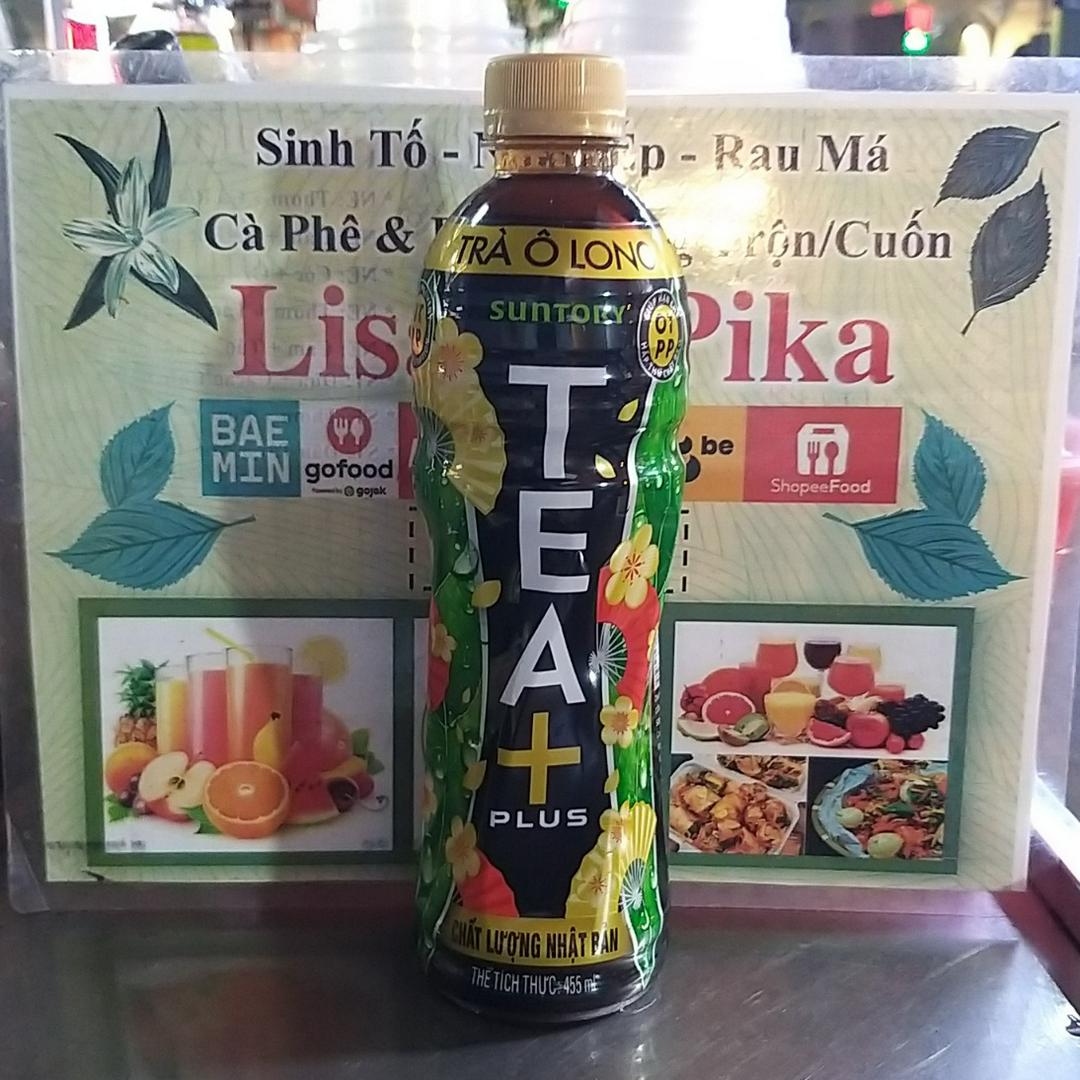 Sinh Tố - Ép - Rau Má
Cà Phê & Trộn/Cuốn
Lis Pika
BAE
MIN
gofood
Powered by gojek
be
ShopeeFood
TRÀ Ô LONG
SUNTORY
OTPP
TEA+
PLUS
CHẤT LƯỢNG NHẬT BẢN
THỂ TÍCH THỰC: 455 ml